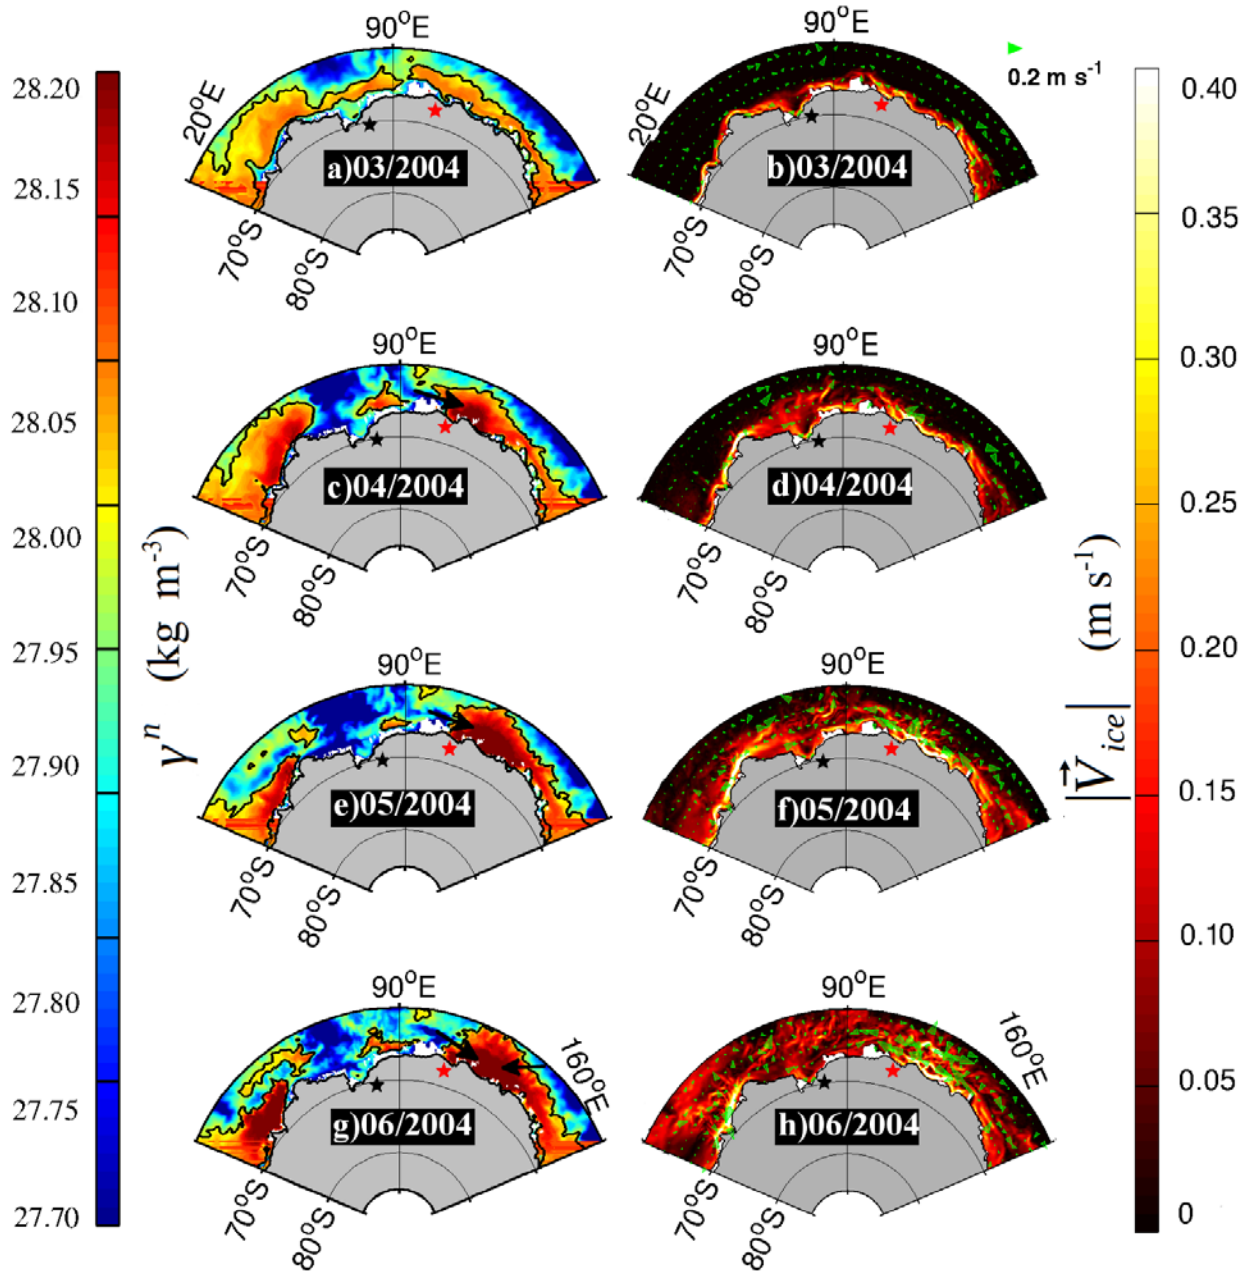 90°E
90°E
0.2 m s⁻¹
20°E
20°E
a)03/2004
b)03/2004
70°S
80°S
70°S
80°S
90°E
90°E
c)04/2004
d)04/2004
70°S
80°S
70°S
80°S
90°E
90°E
e)05/2004
f)05/2004
70°S
80°S
70°S
80°S
90°E
90°E
160°E
160°E
g)06/2004
h)06/2004
70°S
80°S
70°S
80°S
28.20
28.15
28.10
28.05
28.00
27.95
27.90
27.85
27.80
27.75
27.70
γⁿ (kg m⁻³)
0.40
0.35
0.30
0.25
0.20
0.15
0.10
0.05
0
|V⃗ice| (m s⁻¹)